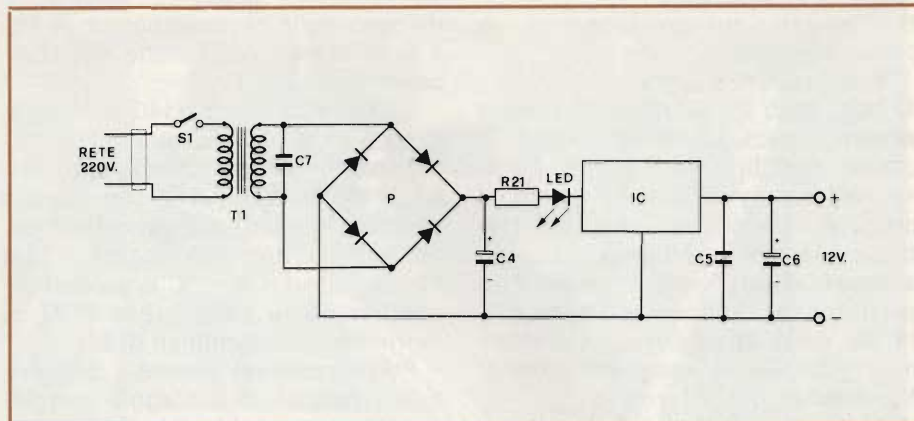 RETE
220V.
S1
T1
C7
P
C4
+
-
R21
LED
IC
C5
C6
+
-
+
12V.
-